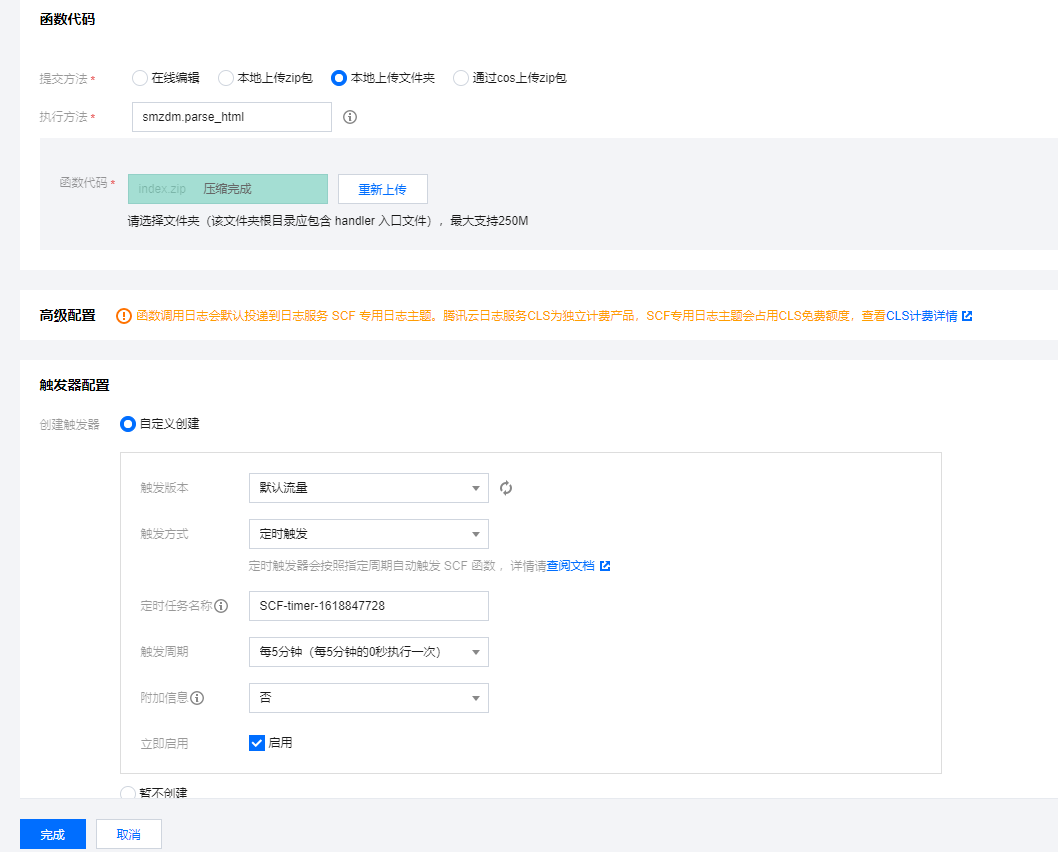 函数代码
提交方法 * 在线编辑 本地上传zip包 本地上传文件夹 通过cos上传zip包
执行方法 * smzdm.parse_html
函数代码 * index.zip 压缩完成 重新上传
请选择文件夹（该文件夹根目录应包含 handler 入口文件），最大支持250M
高级配置 函数调用日志会默认投递到日志服务 SCF 专用日志主题。腾讯云日志服务CLS为独立计费产品，SCF专用日志主题会占用CLS免费额度，查看CLS计费详情
触发器配置
创建触发器 自定义创建
触发版本 默认流量
触发方式 定时触发
定时触发器会按照指定周期自动触发 SCF 函数 ，详情请查阅文档
定时任务名称 SCF-timer-1618847728
触发周期 每5分钟（每5分钟的0秒执行一次）
附加信息 否
立即启用 启用
暂不创建
完成 取消